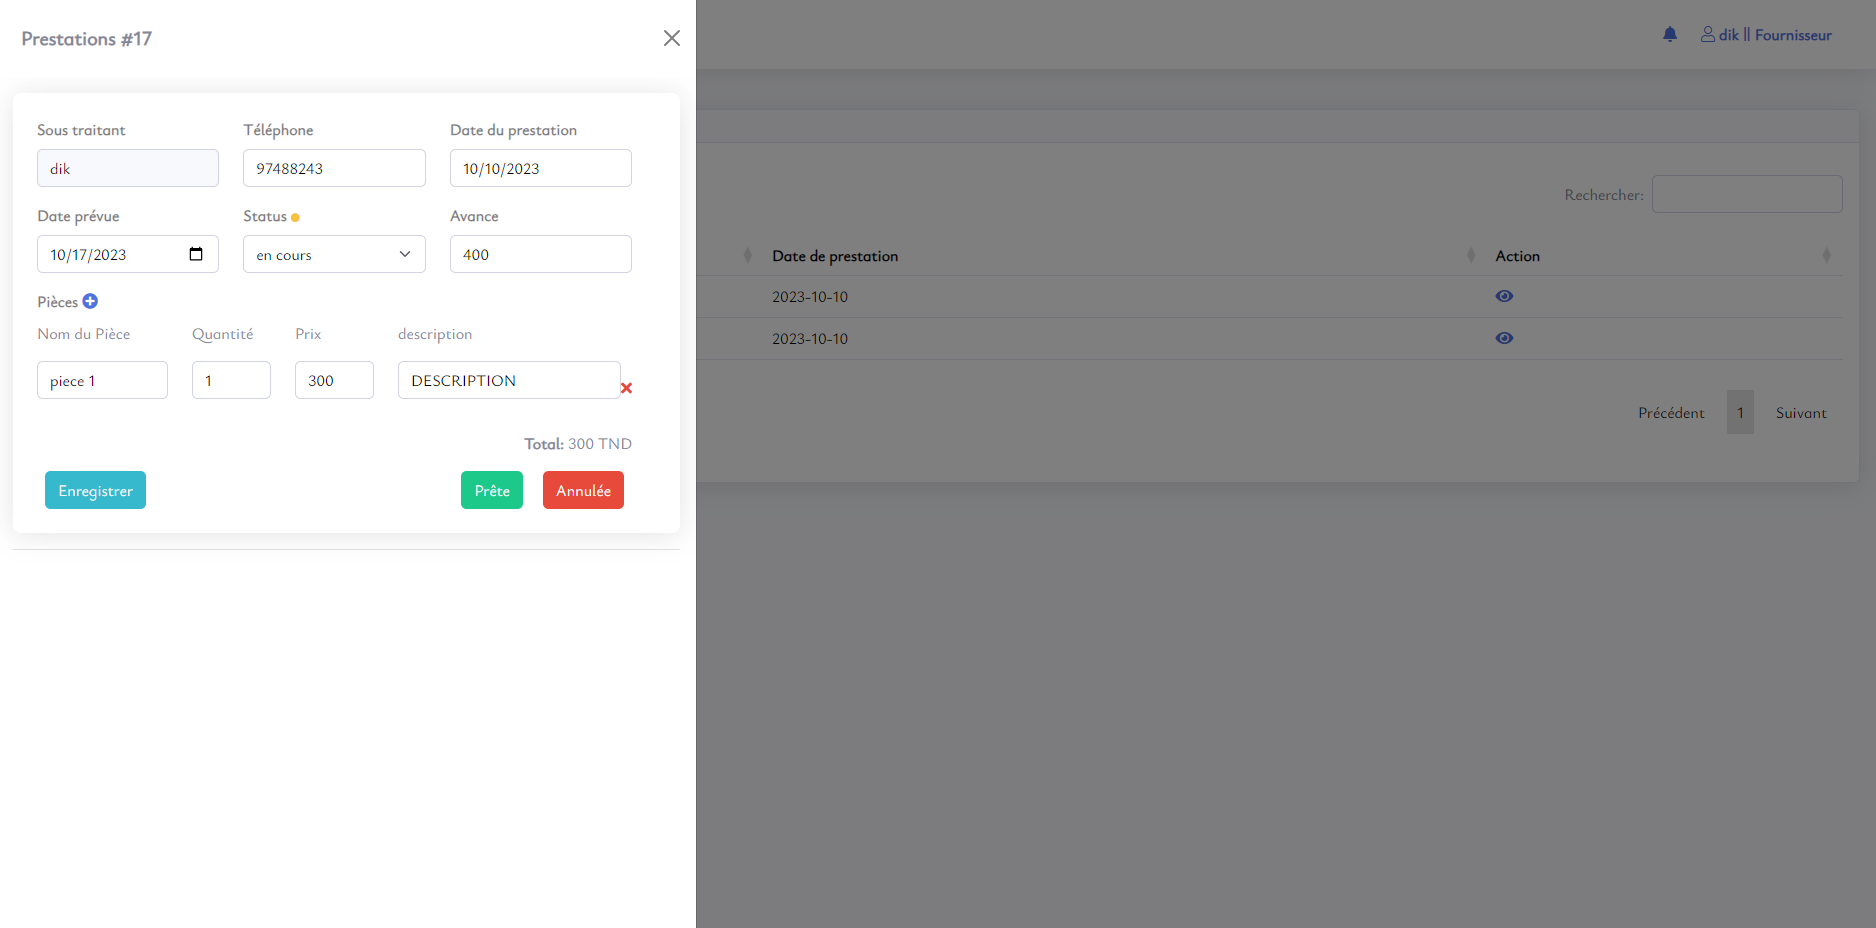 Prestations #17
Sous traitant Téléphone Date du prestation
dik 97488243 10/10/2023
Date prévue Status Avance
10/17/2023 en cours 400
Pièces
Nom du Pièce Quantité Prix description
piece 1 1 300 DESCRIPTION
Total: 300 TND
Enregistrer Prête Annulée
dik || Fournisseur
Rechercher:
Date de prestation Action
2023-10-10
2023-10-10
Précédent 1 Suivant